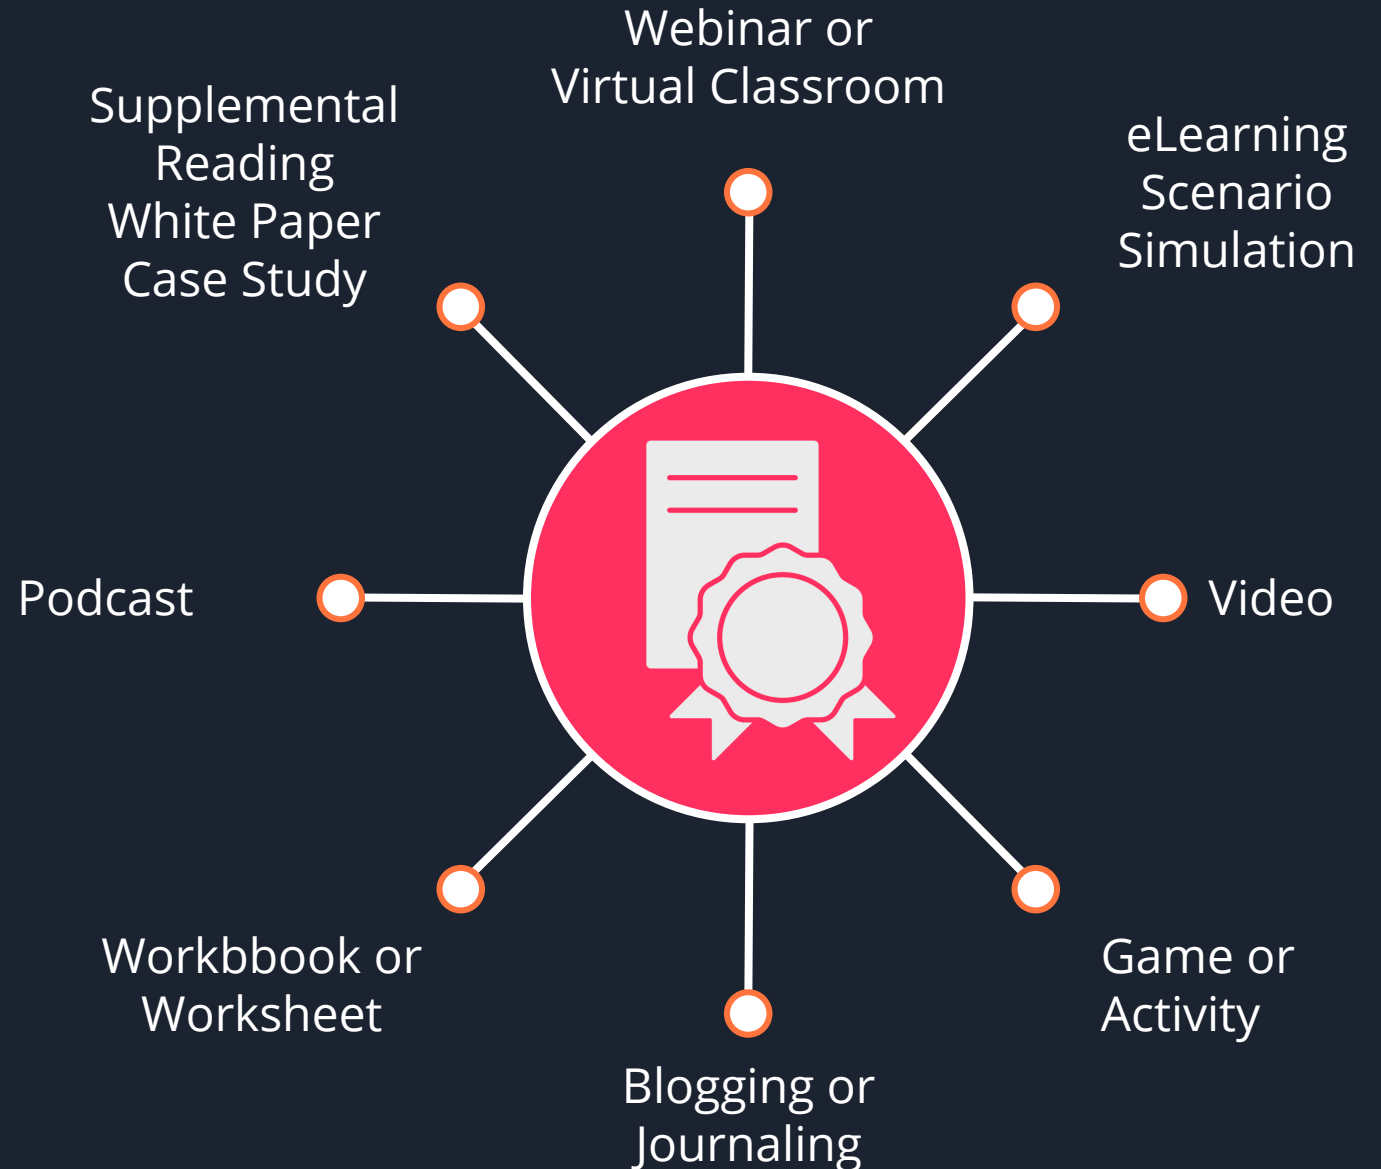 Webinar or
Virtual Classroom
Supplemental
Reading
White Paper
Case Study
eLearning
Scenario
Simulation
Podcast
Video
Workbbook or
Worksheet
Game or
Activity
Blogging or
Journaling